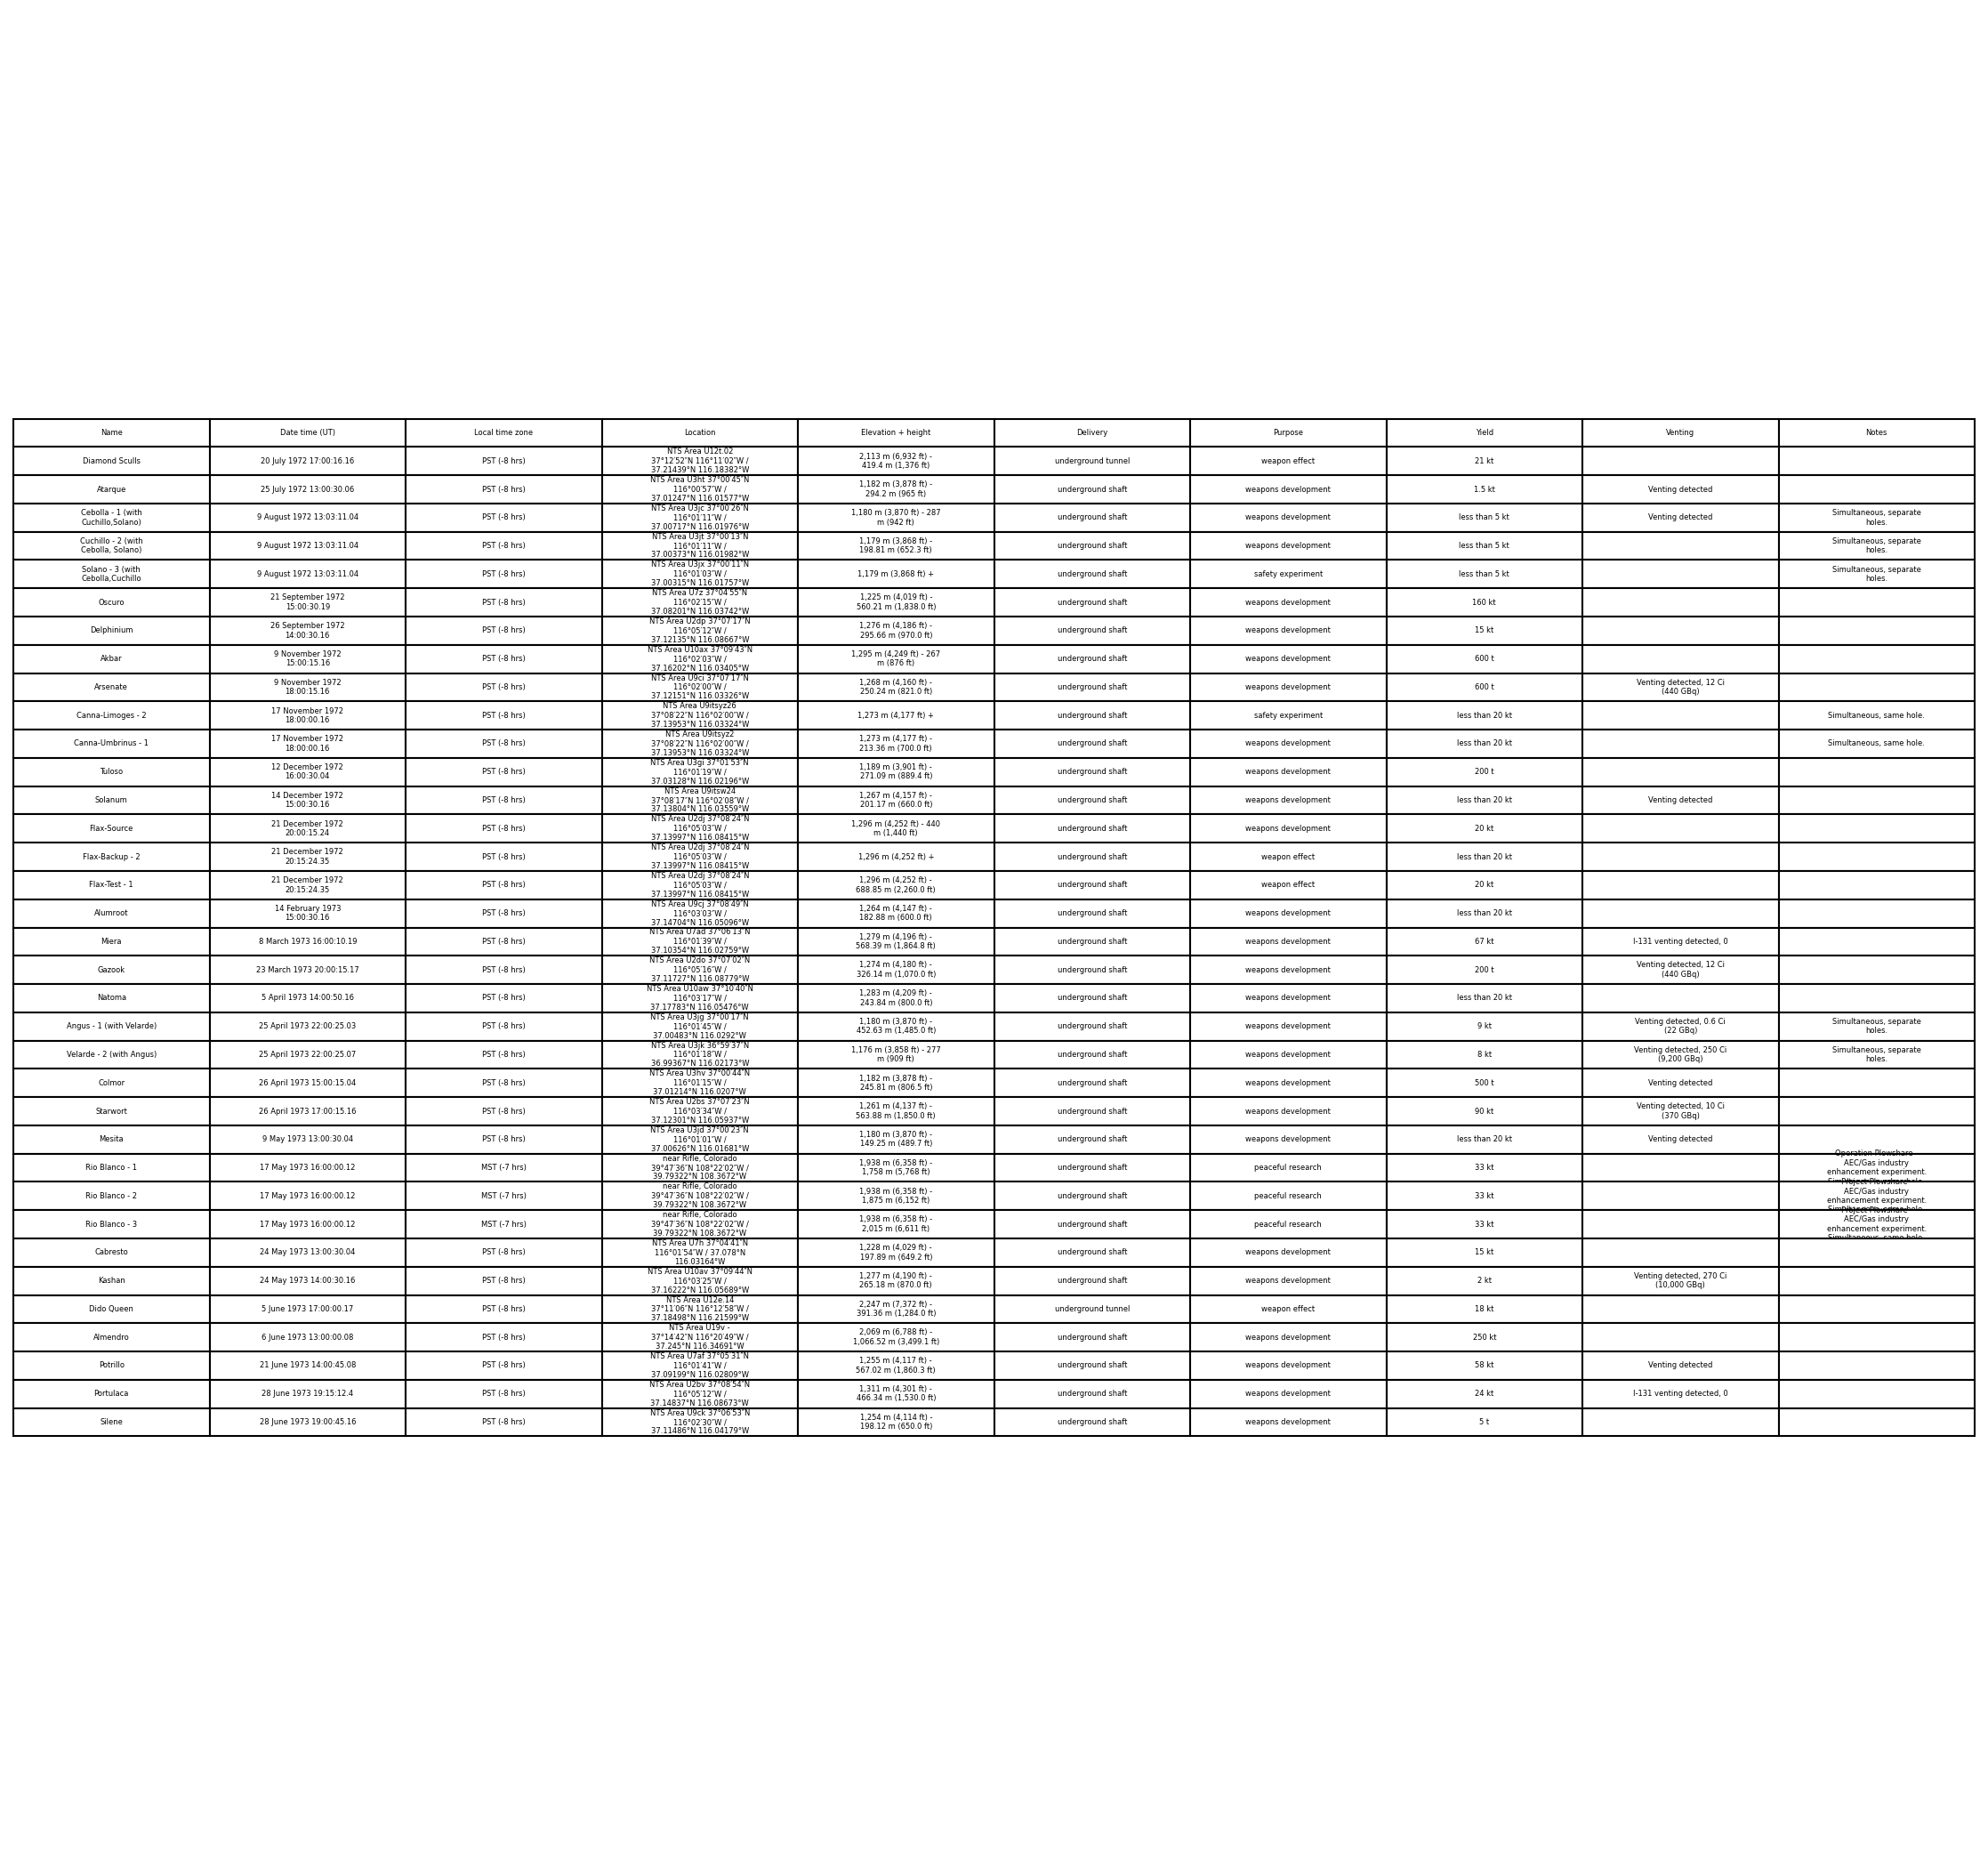 Name Date time (UT) Local time zone Location Elevation + height Delivery Purpose Yield Venting Notes
Diamond Sculls 20 July 1972 17:00:16.16 PST (-8 hrs) NTS Area U12t.02 37°12′52″N 116°11′02″W / 37.21439°N 116.18382°W 2,113 m (6,932 ft) - 419.4 m (1,376 ft) underground tunnel weapon effect 21 kt
Atarque 25 July 1972 13:00:30.06 PST (-8 hrs) NTS Area U3ht 37°00′45″N 116°00′57″W / 37.01247°N 116.01577°W 1,182 m (3,878 ft) - 294.2 m (965 ft) underground shaft weapons development 1.5 kt Venting detected
Cebolla - 1 (with Cuchillo,Solano) 9 August 1972 13:03:11.04 PST (-8 hrs) NTS Area U3jc 37°00′26″N 116°01′11″W / 37.00717°N 116.01976°W 1,180 m (3,870 ft) - 287 m (942 ft) underground shaft weapons development less than 5 kt Venting detected Simultaneous, separate holes.
Cuchillo - 2 (with Cebolla, Solano) 9 August 1972 13:03:11.04 PST (-8 hrs) NTS Area U3jt 37°00′13″N 116°01′11″W / 37.00373°N 116.01982°W 1,179 m (3,868 ft) - 198.81 m (652.3 ft) underground shaft weapons development less than 5 kt Simultaneous, separate holes.
Solano - 3 (with Cebolla,Cuchillo 9 August 1972 13:03:11.04 PST (-8 hrs) NTS Area U3jx 37°00′11″N 116°01′03″W / 37.00315°N 116.01757°W 1,179 m (3,868 ft) + underground shaft safety experiment less than 5 kt Simultaneous, separate holes.
Oscuro 21 September 1972 15:00:30.19 PST (-8 hrs) NTS Area U7z 37°04′55″N 116°02′15″W / 37.08201°N 116.03742°W 1,225 m (4,019 ft) - 560.21 m (1,838.0 ft) underground shaft weapons development 160 kt
Delphinium 26 September 1972 14:00:30.16 PST (-8 hrs) NTS Area U2dp 37°07′17″N 116°05′12″W / 37.12135°N 116.08667°W 1,276 m (4,186 ft) - 295.66 m (970.0 ft) underground shaft weapons development 15 kt
Akbar 9 November 1972 15:00:15.16 PST (-8 hrs) NTS Area U10ax 37°09′43″N 116°02′03″W / 37.16202°N 116.03405°W 1,295 m (4,249 ft) - 267 m (876 ft) underground shaft weapons development 600 t
Arsenate 9 November 1972 18:00:15.16 PST (-8 hrs) NTS Area U9ci 37°07′17″N 116°02′00″W / 37.12151°N 116.03326°W 1,268 m (4,160 ft) - 250.24 m (821.0 ft) underground shaft weapons development 600 t Venting detected, 12 Ci (440 GBq)
Canna-Limoges - 2 17 November 1972 18:00:00.16 PST (-8 hrs) NTS Area U9itsyz26 37°08′22″N 116°02′00″W / 37.13953°N 116.03324°W 1,273 m (4,177 ft) + underground shaft safety experiment less than 20 kt Simultaneous, same hole.
Canna-Umbrinus - 1 17 November 1972 18:00:00.16 PST (-8 hrs) NTS Area U9itsyz2 37°08′22″N 116°02′00″W / 37.13953°N 116.03324°W 1,273 m (4,177 ft) - 213.36 m (700.0 ft) underground shaft weapons development less than 20 kt Simultaneous, same hole.
Tuloso 12 December 1972 16:00:30.04 PST (-8 hrs) NTS Area U3gi 37°01′53″N 116°01′19″W / 37.03128°N 116.02196°W 1,189 m (3,901 ft) - 271.09 m (889.4 ft) underground shaft weapons development 200 t
Solanum 14 December 1972 15:00:30.16 PST (-8 hrs) NTS Area U9itsw24 37°08′17″N 116°02′08″W / 37.13804°N 116.03559°W 1,267 m (4,157 ft) - 201.17 m (660.0 ft) underground shaft weapons development less than 20 kt Venting detected
Flax-Source 21 December 1972 20:00:15.24 PST (-8 hrs) NTS Area U2dj 37°08′24″N 116°05′03″W / 37.13997°N 116.08415°W 1,296 m (4,252 ft) - 440 m (1,440 ft) underground shaft weapons development 20 kt
Flax-Backup - 2 21 December 1972 20:15:24.35 PST (-8 hrs) NTS Area U2dj 37°08′24″N 116°05′03″W / 37.13997°N 116.08415°W 1,296 m (4,252 ft) + underground shaft weapon effect less than 20 kt
Flax-Test - 1 21 December 1972 20:15:24.35 PST (-8 hrs) NTS Area U2dj 37°08′24″N 116°05′03″W / 37.13997°N 116.08415°W 1,296 m (4,252 ft) - 688.85 m (2,260.0 ft) underground shaft weapon effect 20 kt
Alumroot 14 February 1973 15:00:30.16 PST (-8 hrs) NTS Area U9cj 37°08′49″N 116°03′03″W / 37.14704°N 116.05096°W 1,264 m (4,147 ft) - 182.88 m (600.0 ft) underground shaft weapons development less than 20 kt
Miera 8 March 1973 16:00:10.19 PST (-8 hrs) NTS Area U7ad 37°06′13″N 116°01′39″W / 37.10354°N 116.02759°W 1,279 m (4,196 ft) - 568.39 m (1,864.8 ft) underground shaft weapons development 67 kt I-131 venting detected, 0
Gazook 23 March 1973 20:00:15.17 PST (-8 hrs) NTS Area U2do 37°07′02″N 116°05′16″W / 37.11727°N 116.08779°W 1,274 m (4,180 ft) - 326.14 m (1,070.0 ft) underground shaft weapons development 200 t Venting detected, 12 Ci (440 GBq)
Natoma 5 April 1973 14:00:50.16 PST (-8 hrs) NTS Area U10aw 37°10′40″N 116°03′17″W / 37.17783°N 116.05476°W 1,283 m (4,209 ft) - 243.84 m (800.0 ft) underground shaft weapons development less than 20 kt
Angus - 1 (with Velarde) 25 April 1973 22:00:25.03 PST (-8 hrs) NTS Area U3jg 37°00′17″N 116°01′45″W / 37.00483°N 116.0292°W 1,180 m (3,870 ft) - 452.63 m (1,485.0 ft) underground shaft weapons development 9 kt Venting detected, 0.6 Ci (22 GBq) Simultaneous, separate holes.
Velarde - 2 (with Angus) 25 April 1973 22:00:25.07 PST (-8 hrs) NTS Area U3jk 36°59′37″N 116°01′18″W / 36.99367°N 116.02173°W 1,176 m (3,858 ft) - 277 m (909 ft) underground shaft weapons development 8 kt Venting detected, 250 Ci (9,200 GBq) Simultaneous, separate holes.
Colmor 26 April 1973 15:00:15.04 PST (-8 hrs) NTS Area U3hv 37°00′44″N 116°01′15″W / 37.01214°N 116.0207°W 1,182 m (3,878 ft) - 245.81 m (806.5 ft) underground shaft weapons development 500 t Venting detected
Starwort 26 April 1973 17:00:15.16 PST (-8 hrs) NTS Area U2bs 37°07′23″N 116°03′34″W / 37.12301°N 116.05937°W 1,261 m (4,137 ft) - 563.88 m (1,850.0 ft) underground shaft weapons development 90 kt Venting detected, 10 Ci (370 GBq)
Mesita 9 May 1973 13:00:30.04 PST (-8 hrs) NTS Area U3jd 37°00′23″N 116°01′01″W / 37.00626°N 116.01681°W 1,180 m (3,870 ft) - 149.25 m (489.7 ft) underground shaft weapons development less than 20 kt Venting detected
Rio Blanco - 1 17 May 1973 16:00:00.12 MST (-7 hrs) near Rifle, Colorado 39°47′36″N 108°22′02″W / 39.79322°N 108.3672°W 1,938 m (6,358 ft) - 1,758 m (5,768 ft) underground shaft peaceful research 33 kt Operation Plowshare AEC/Gas industry enhancement experiment.
Rio Blanco - 2 17 May 1973 16:00:00.12 MST (-7 hrs) near Rifle, Colorado 39°47′36″N 108°22′02″W / 39.79322°N 108.3672°W 1,938 m (6,358 ft) - 1,875 m (6,152 ft) underground shaft peaceful research 33 kt AEC/Gas industry enhancement experiment.
Rio Blanco - 3 17 May 1973 16:00:00.12 MST (-7 hrs) near Rifle, Colorado 39°47′36″N 108°22′02″W / 39.79322°N 108.3672°W 1,938 m (6,358 ft) - 2,015 m (6,611 ft) underground shaft peaceful research 33 kt AEC/Gas industry enhancement experiment. Simultaneous, same hole.
Cabresto 24 May 1973 13:00:30.04 PST (-8 hrs) NTS Area U7h 37°04′41″N 116°01′54″W / 37.078°N 116.03164°W 1,228 m (4,029 ft) - 197.89 m (649.2 ft) underground shaft weapons development 15 kt
Kashan 24 May 1973 14:00:30.16 PST (-8 hrs) NTS Area U10av 37°09′44″N 116°03′25″W / 37.16222°N 116.05689°W 1,277 m (4,190 ft) - 265.18 m (870.0 ft) underground shaft weapons development 2 kt Venting detected, 270 Ci (10,000 GBq)
Dido Queen 5 June 1973 17:00:00.17 PST (-8 hrs) NTS Area U12e.14 37°11′06″N 116°12′58″W / 37.18498°N 116.21599°W 2,247 m (7,372 ft) - 391.36 m (1,284.0 ft) underground tunnel weapon effect 18 kt
Almendro 6 June 1973 13:00:00.08 PST (-8 hrs) NTS Area U19v - 37°14′42″N 116°20′49″W / 37.245°N 116.34691°W 2,069 m (6,788 ft) - 1,066.52 m (3,499.1 ft) underground shaft weapons development 250 kt
Potrillo 21 June 1973 14:00:45.08 PST (-8 hrs) NTS Area U7af 37°05′31″N 116°01′41″W / 37.09199°N 116.02809°W 1,255 m (4,117 ft) - 567.02 m (1,860.3 ft) underground shaft weapons development 58 kt Venting detected
Portulaca 28 June 1973 19:15:12.4 PST (-8 hrs) NTS Area U2bv 37°08′54″N 116°05′12″W / 37.14837°N 116.08673°W 1,311 m (4,301 ft) - 466.34 m (1,530.0 ft) underground shaft weapons development 24 kt I-131 venting detected, 0
Silene 28 June 1973 19:00:45.16 PST (-8 hrs) NTS Area U9ck 37°06′53″N 116°02′30″W / 37.11486°N 116.04179°W 1,254 m (4,114 ft) - 198.12 m (650.0 ft) underground shaft weapons development 5 t